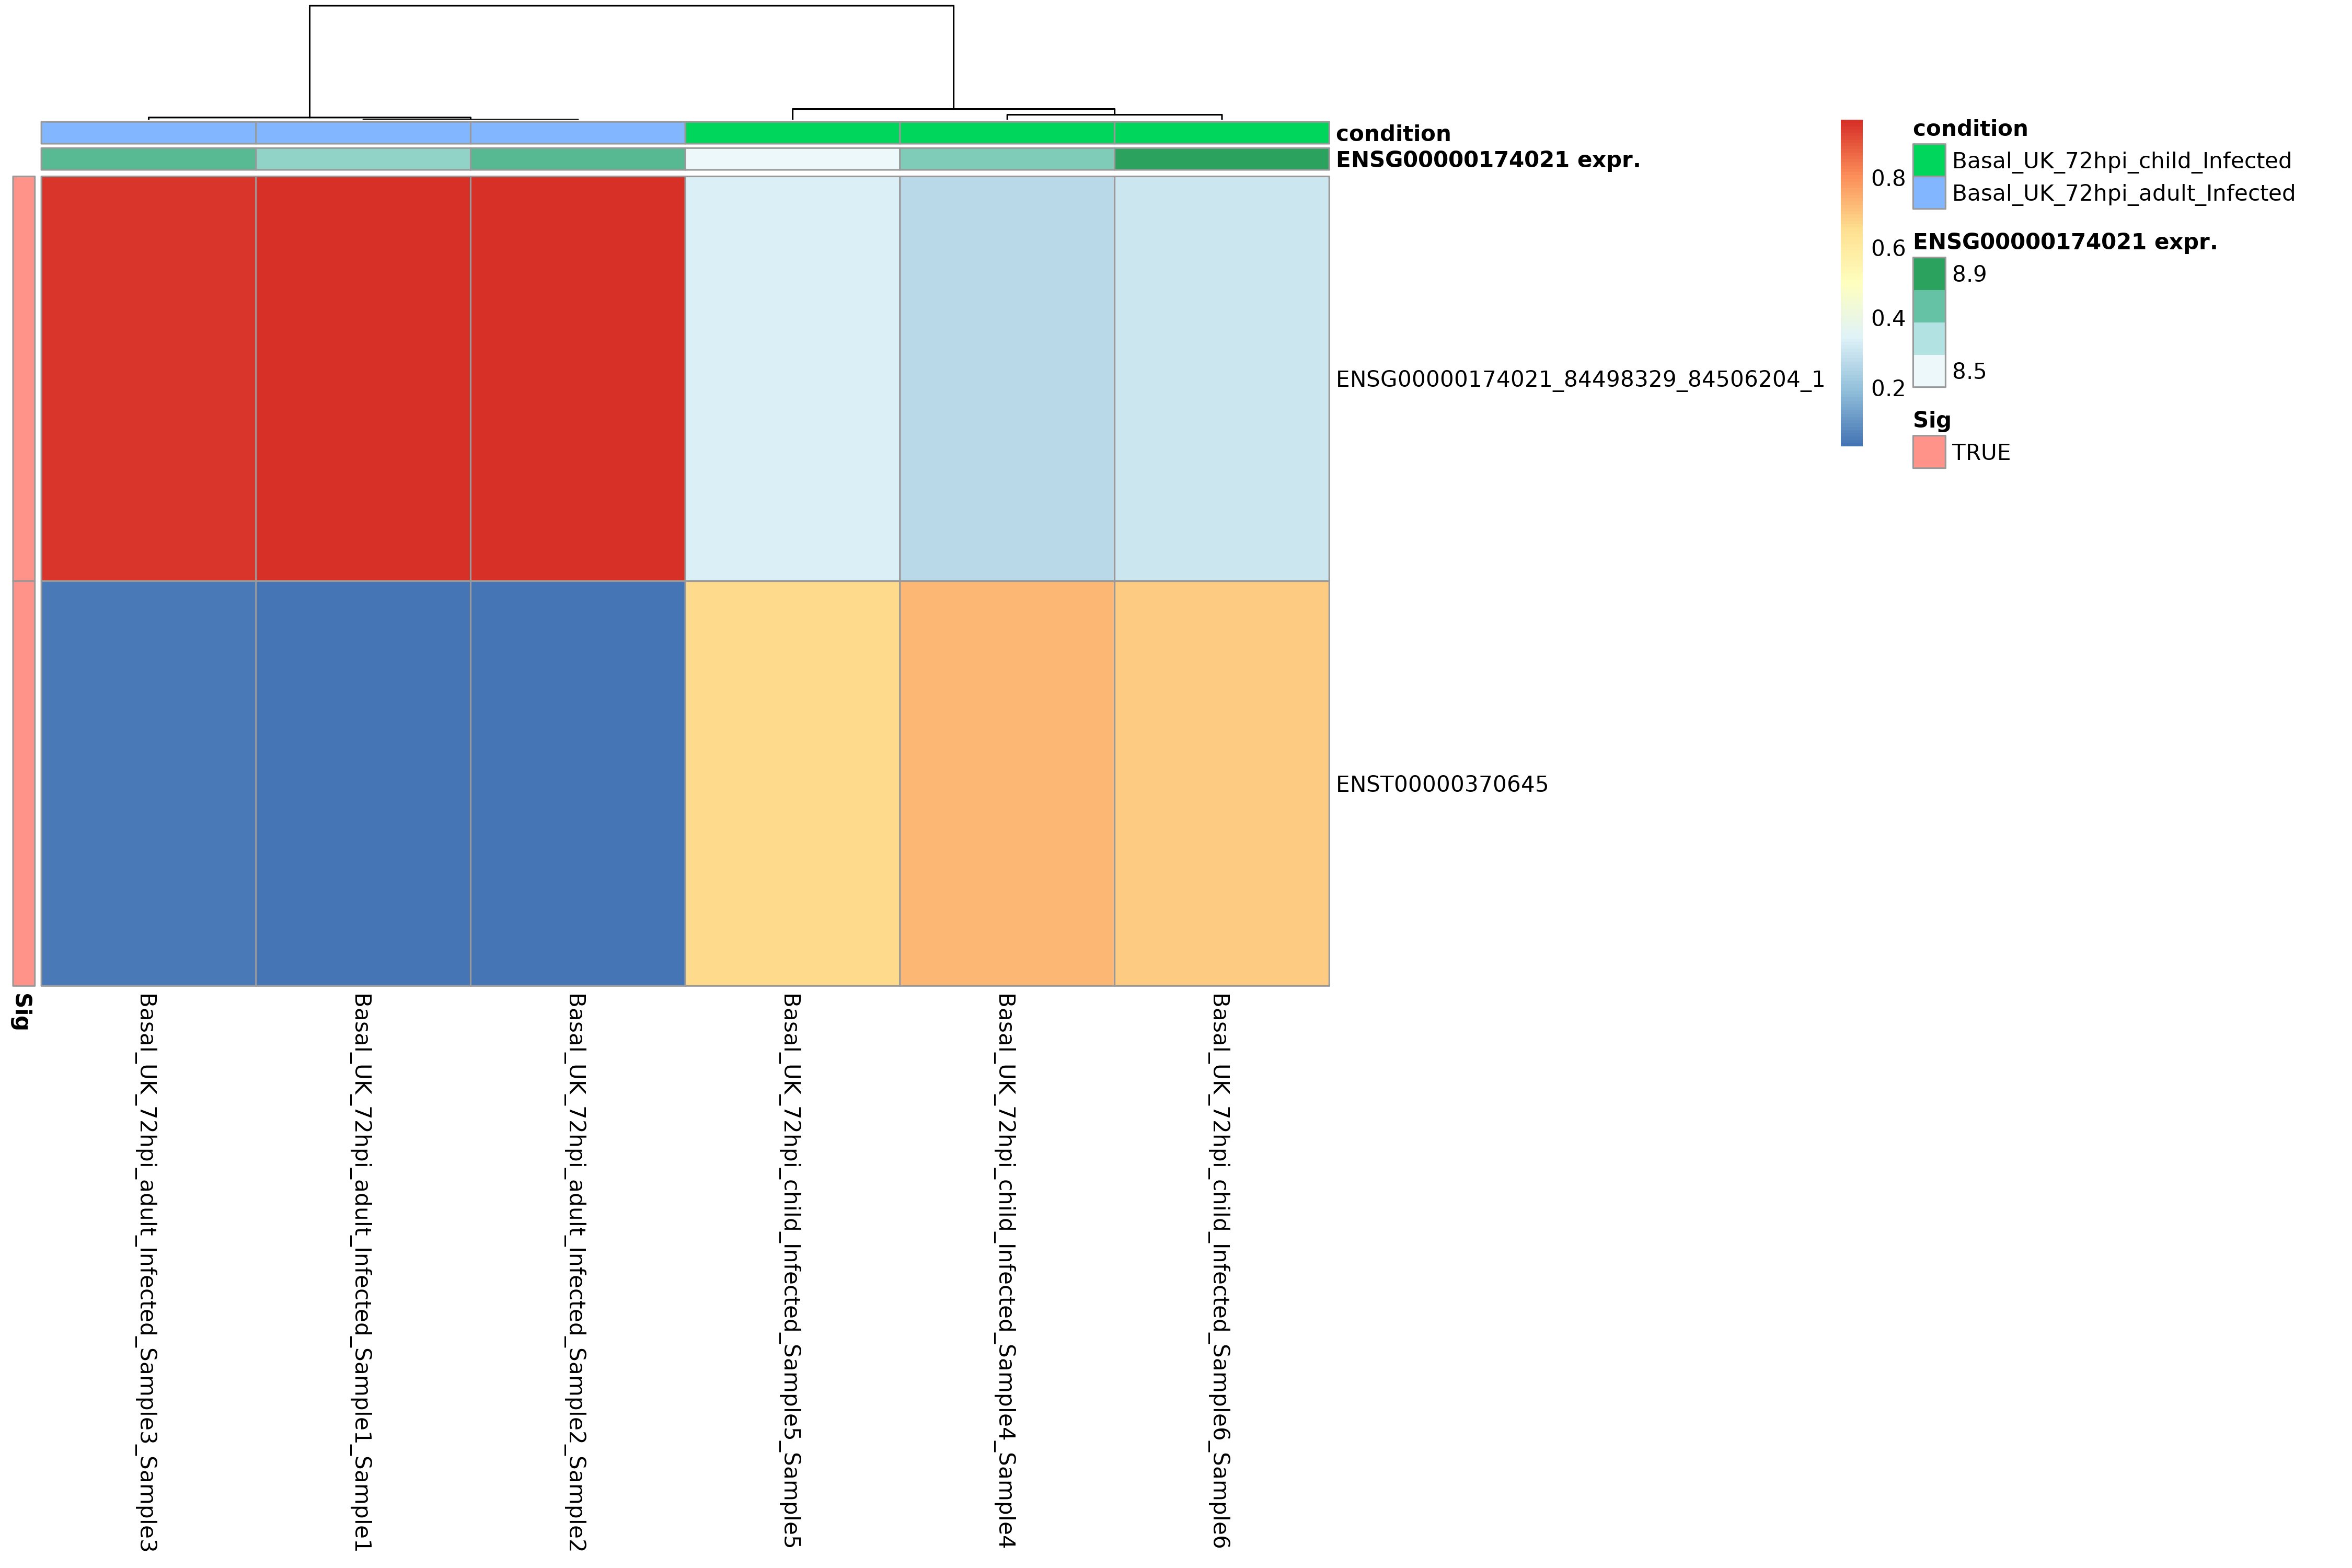 condition
ENSG00000174021 expr.
ENSG00000174021_84498329_84506204_1
ENST00000370645
0.8
0.6
0.4
0.2
condition
Basal_UK_72hpi_child_Infected
Basal_UK_72hpi_adult_Infected
ENSG00000174021 expr.
8.9
8.5
Sig
TRUE
Sig
Basal_UK_72hpi_adult_Infected_Sample3_Sample3
Basal_UK_72hpi_adult_Infected_Sample1_Sample1
Basal_UK_72hpi_adult_Infected_Sample2_Sample2
Basal_UK_72hpi_child_Infected_Sample5_Sample5
Basal_UK_72hpi_child_Infected_Sample4_Sample4
Basal_UK_72hpi_child_Infected_Sample6_Sample6